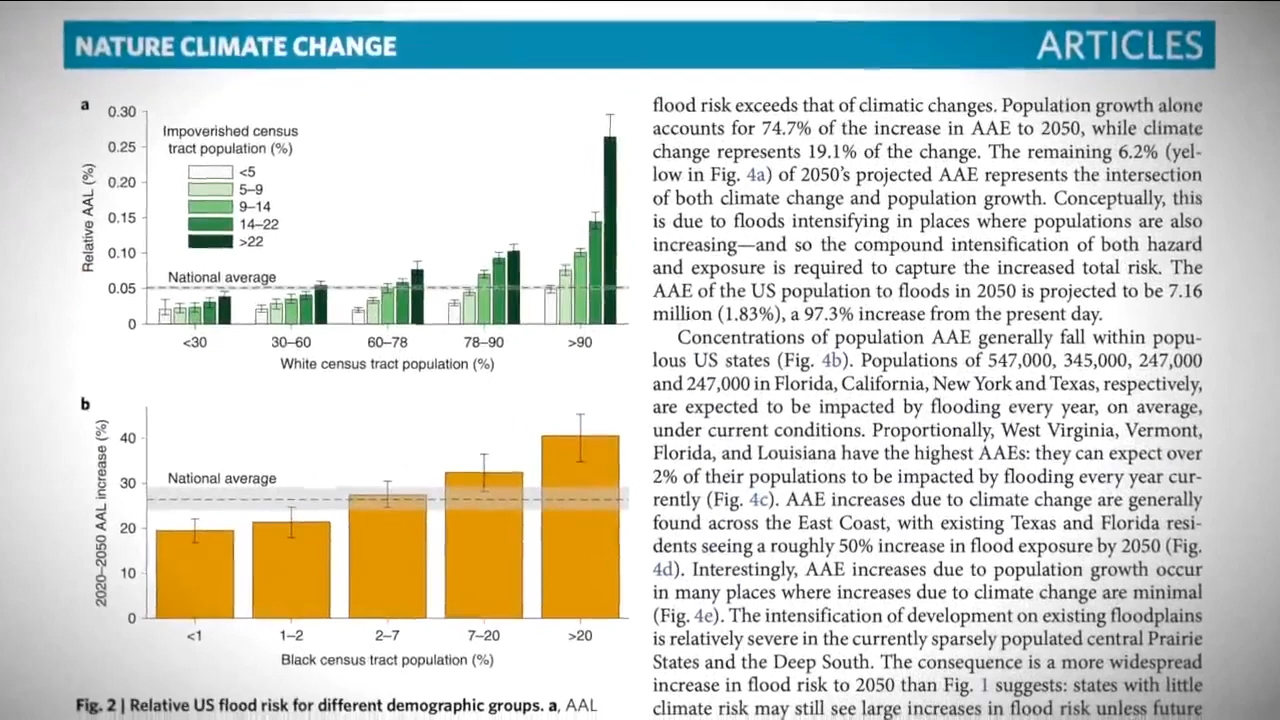 NATURE CLIMATE CHANGE
ARTICLES
a
0.30
0.25
0.20
0.15
0.10
0.05
0
Relative AAL (%)
Impoverished census
tract population (%)
<5
5–9
9–14
14–22
>22
National average
<30
30–60
60–78
78–90
>90
White census tract population (%)
b
40
30
20
10
0
2020–2050 AAL increase (%)
National average
<1
1–2
2–7
7–20
>20
Black census tract population (%)
Fig. 2 | Relative US flood risk for different demographic groups. a, AAL
flood risk exceeds that of climatic changes. Population growth alone
accounts for 74.7% of the increase in AAE to 2050, while climate
change represents 19.1% of the change. The remaining 6.2% (yel-
low in Fig. 4a) of 2050’s projected AAE represents the intersection
of both climate change and population growth. Conceptually, this
is due to floods intensifying in places where populations are also
increasing—and so the compound intensification of both hazard
and exposure is required to capture the increased total risk. The
AAE of the US population to floods in 2050 is projected to be 7.16
million (1.83%), a 97.3% increase from the present day.
Concentrations of population AAE generally fall within popu-
lous US states (Fig. 4b). Populations of 547,000, 345,000, 247,000
and 247,000 in Florida, California, New York and Texas, respectively,
are expected to be impacted by flooding every year, on average,
under current conditions. Proportionally, West Virginia, Vermont,
Florida, and Louisiana have the highest AAEs: they can expect over
2% of their populations to be impacted by flooding every year cur-
rently (Fig. 4c). AAE increases due to climate change are generally
found across the East Coast, with existing Texas and Florida resi-
dents seeing a roughly 50% increase in flood exposure by 2050 (Fig.
4d). Interestingly, AAE increases due to population growth occur
in many places where increases due to climate change are minimal
(Fig. 4e). The intensification of development on existing floodplains
is relatively severe in the currently sparsely populated central Prairie
States and the Deep South. The consequence is a more widespread
increase in flood risk to 2050 than Fig. 1 suggests: states with little
climate risk may still see large increases in flood risk unless future